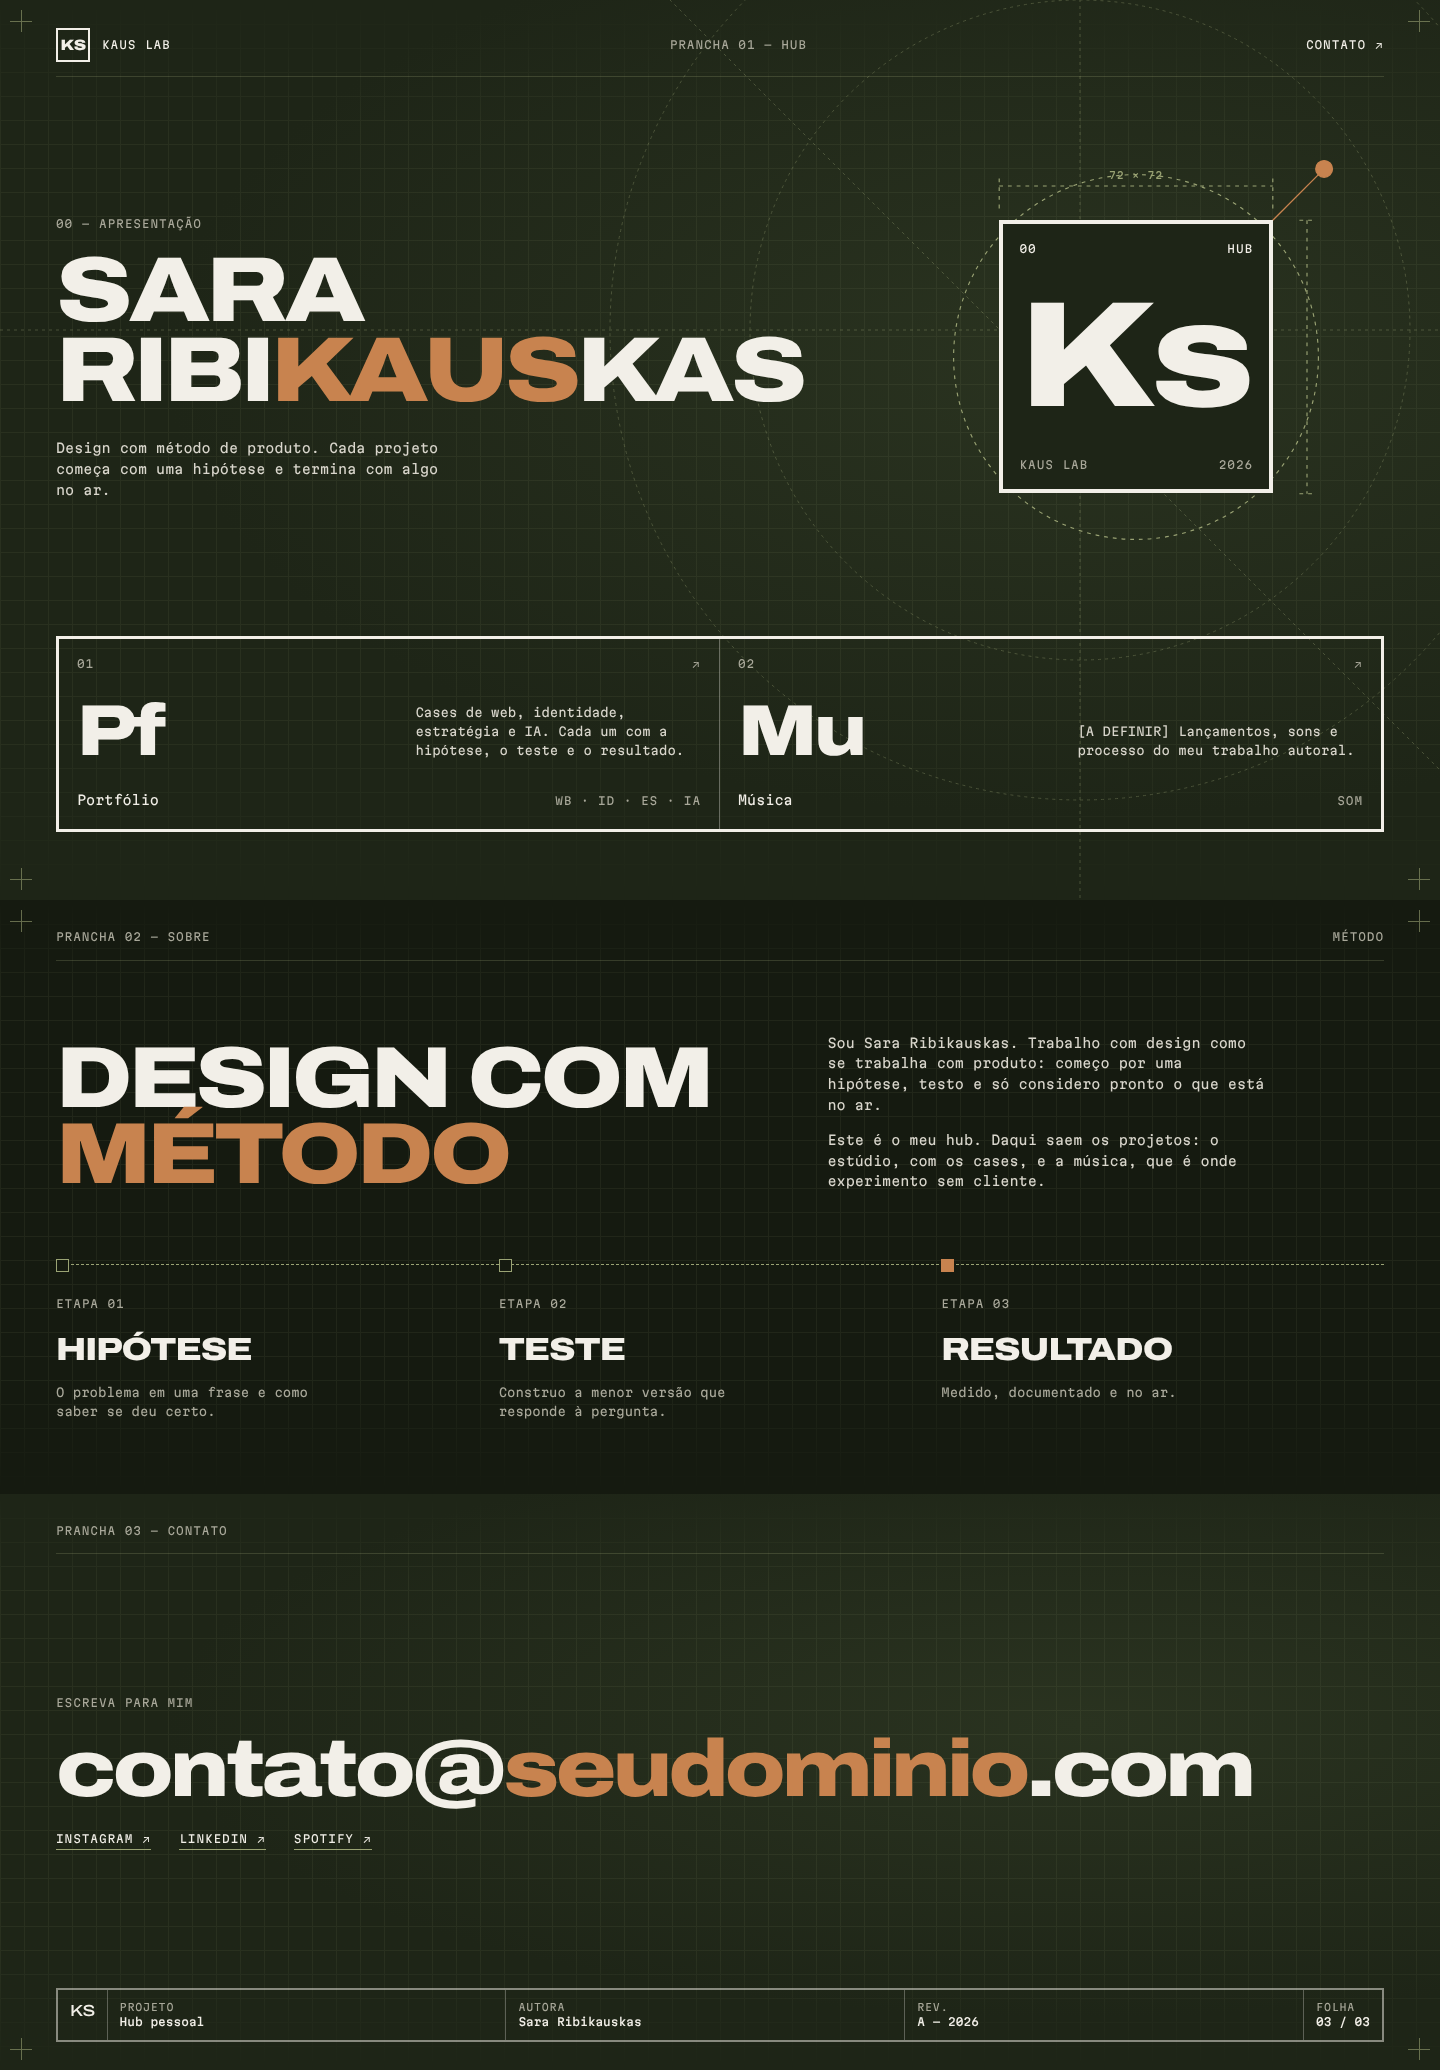 KS KAUS LAB
PRANCHA 01 — HUB
CONTATO ↗
00 — APRESENTAÇÃO
SARA
RIBIKAUSKAS
Design com método de produto. Cada projeto
começa com uma hipótese e termina com algo
no ar.
72 × 72
00 HUB
Ks
KAUS LAB 2026
01 ↗
Pf
Cases de web, identidade,
estratégia e IA. Cada um com a
hipótese, o teste e o resultado.
Portfólio
WB · ID · ES · IA
02 ↗
Mu
[A DEFINIR] Lançamentos, sons e
processo do meu trabalho autoral.
Música
SOM
PRANCHA 02 — SOBRE
MÉTODO
DESIGN COM
MÉTODO
Sou Sara Ribikauskas. Trabalho com design como
se trabalha com produto: começo por uma
hipótese, testo e só considero pronto o que está
no ar.
Este é o meu hub. Daqui saem os projetos: o
estúdio, com os cases, e a música, que é onde
experimento sem cliente.
ETAPA 01
HIPÓTESE
O problema em uma frase e como
saber se deu certo.
ETAPA 02
TESTE
Construo a menor versão que
responde à pergunta.
ETAPA 03
RESULTADO
Medido, documentado e no ar.
PRANCHA 03 — CONTATO
ESCREVA PARA MIM
contato@seudominio.com
INSTAGRAM ↗
LINKEDIN ↗
SPOTIFY ↗
KS
PROJETO
Hub pessoal
AUTORA
Sara Ribikauskas
REV.
A — 2026
FOLHA
03 / 03